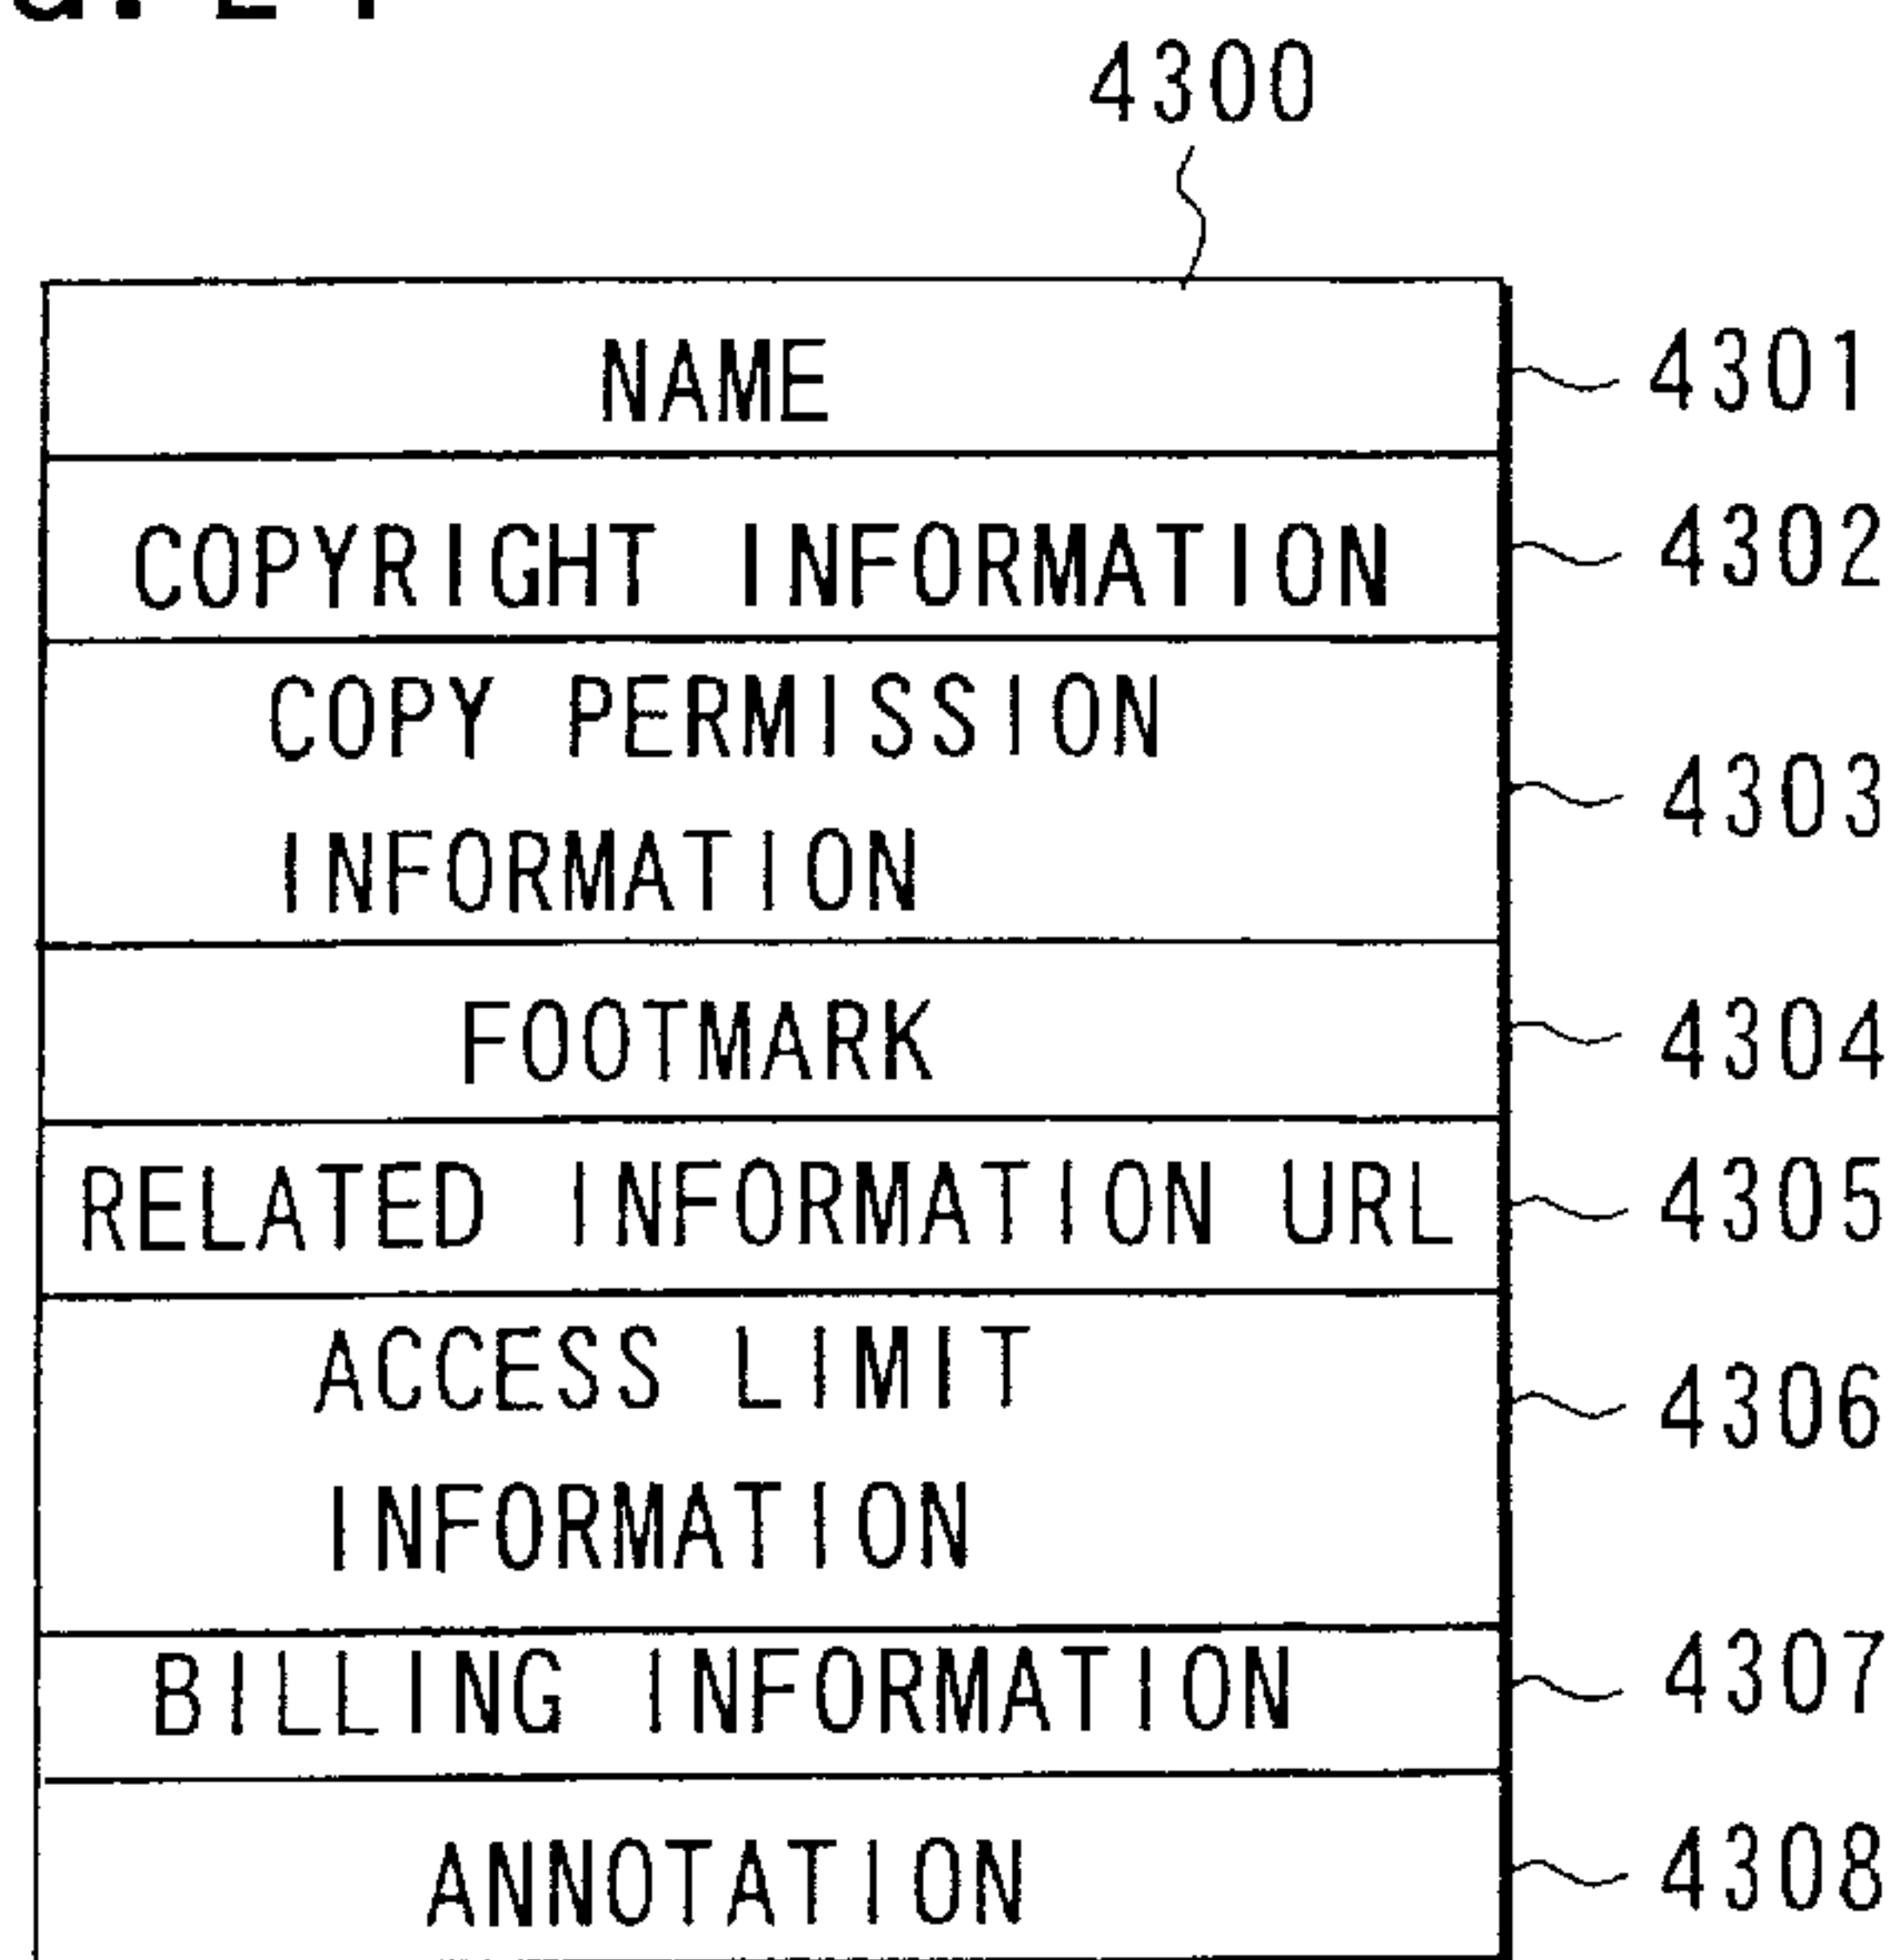 4300
NAME 4301
COPYRIGHT INFORMATION 4302
COPY PERMISSION
INFORMATION 4303
FOOTMARK 4304
RELATED INFORMATION URL 4305
ACCESS LIMIT 4306
INFORMATION
BILLING INFORMATION 4307
ANNOTATION 4308